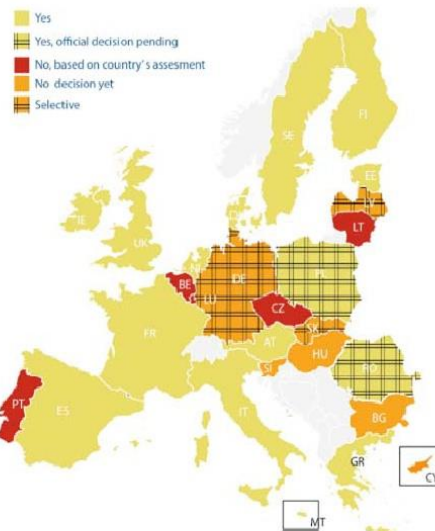 Yes
Yes, official decision pending
No, based on country's assesment
No decision yet
Selective
FI
SE
EE
LV
LT
DK
IE
UK
NL
PL
BE
DE
LU
CZ
SK
FR
AT
HU
SI
RO
PT
ES
IT
BG
GR
CY
MT